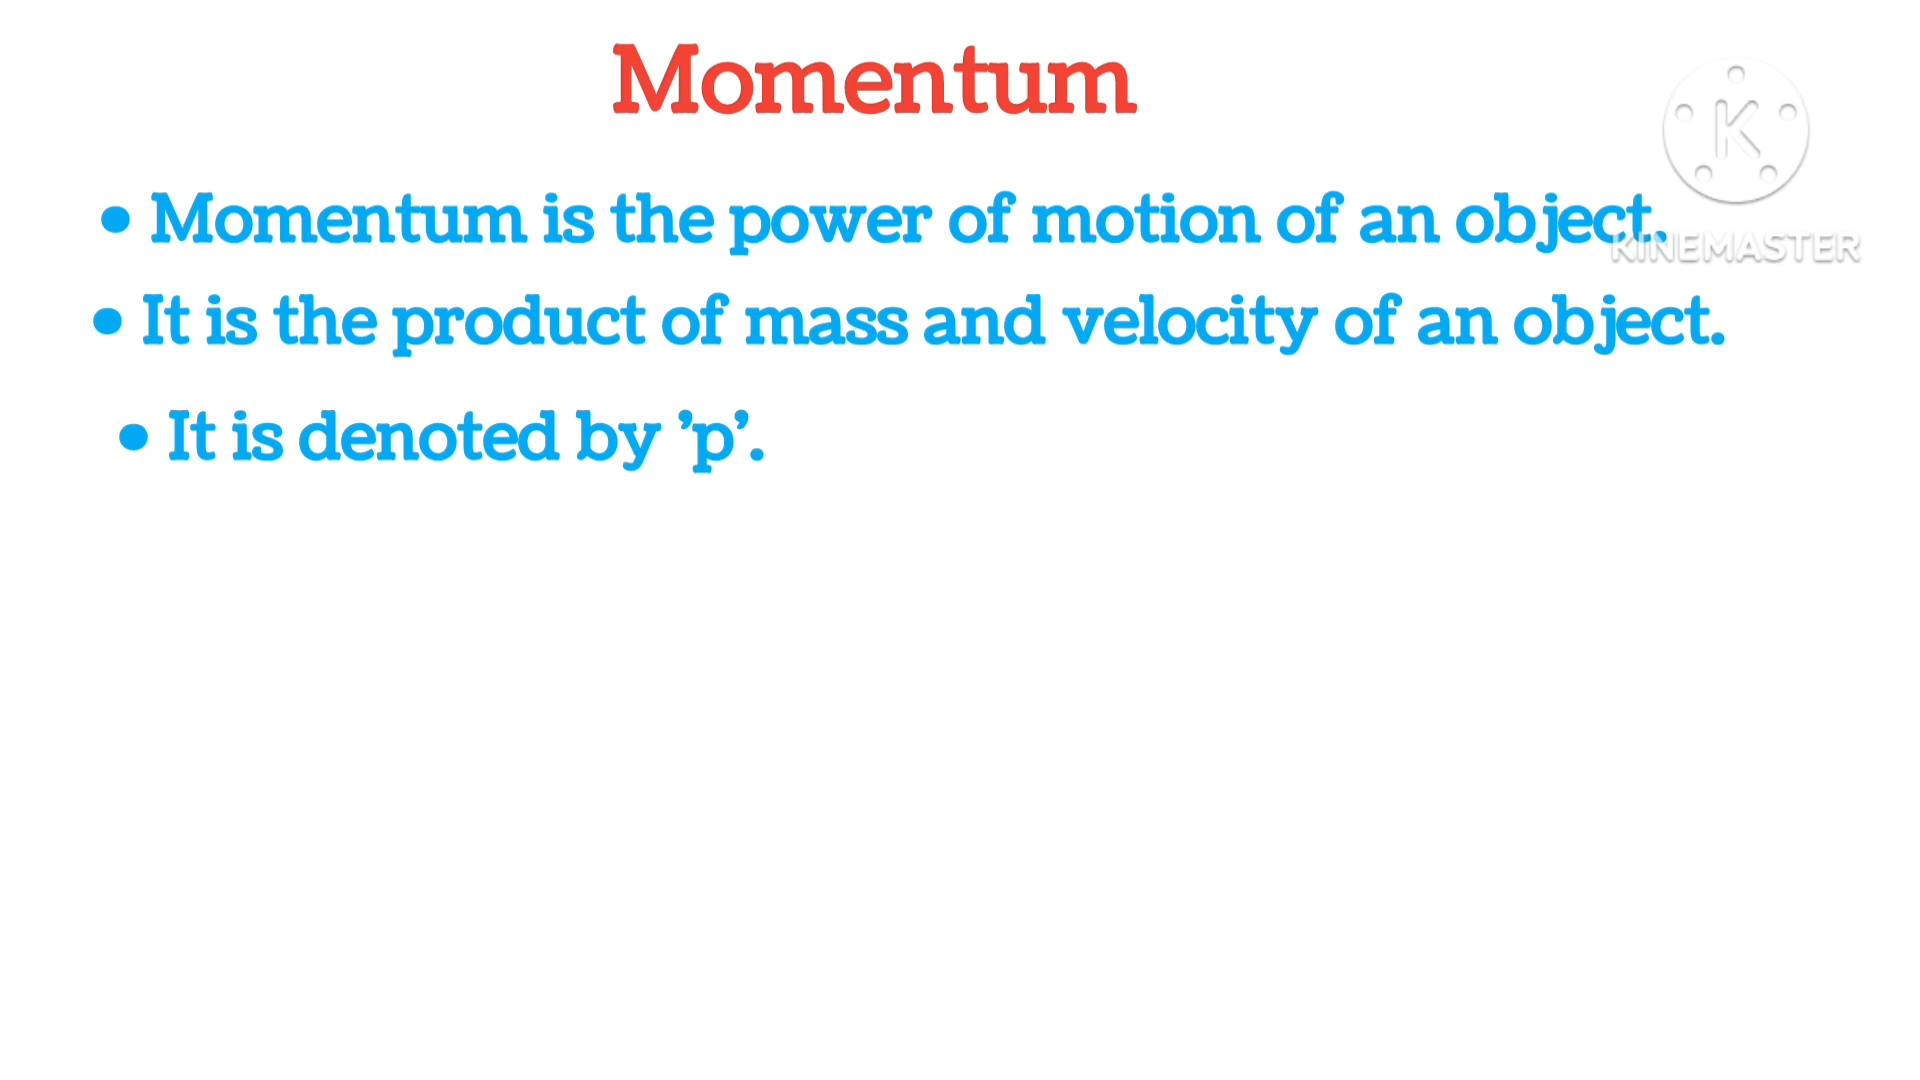 Momentum
K
• Momentum is the power of motion of an object.
KINEMASTER
• It is the product of mass and velocity of an object.
• It is denoted by ’p’.